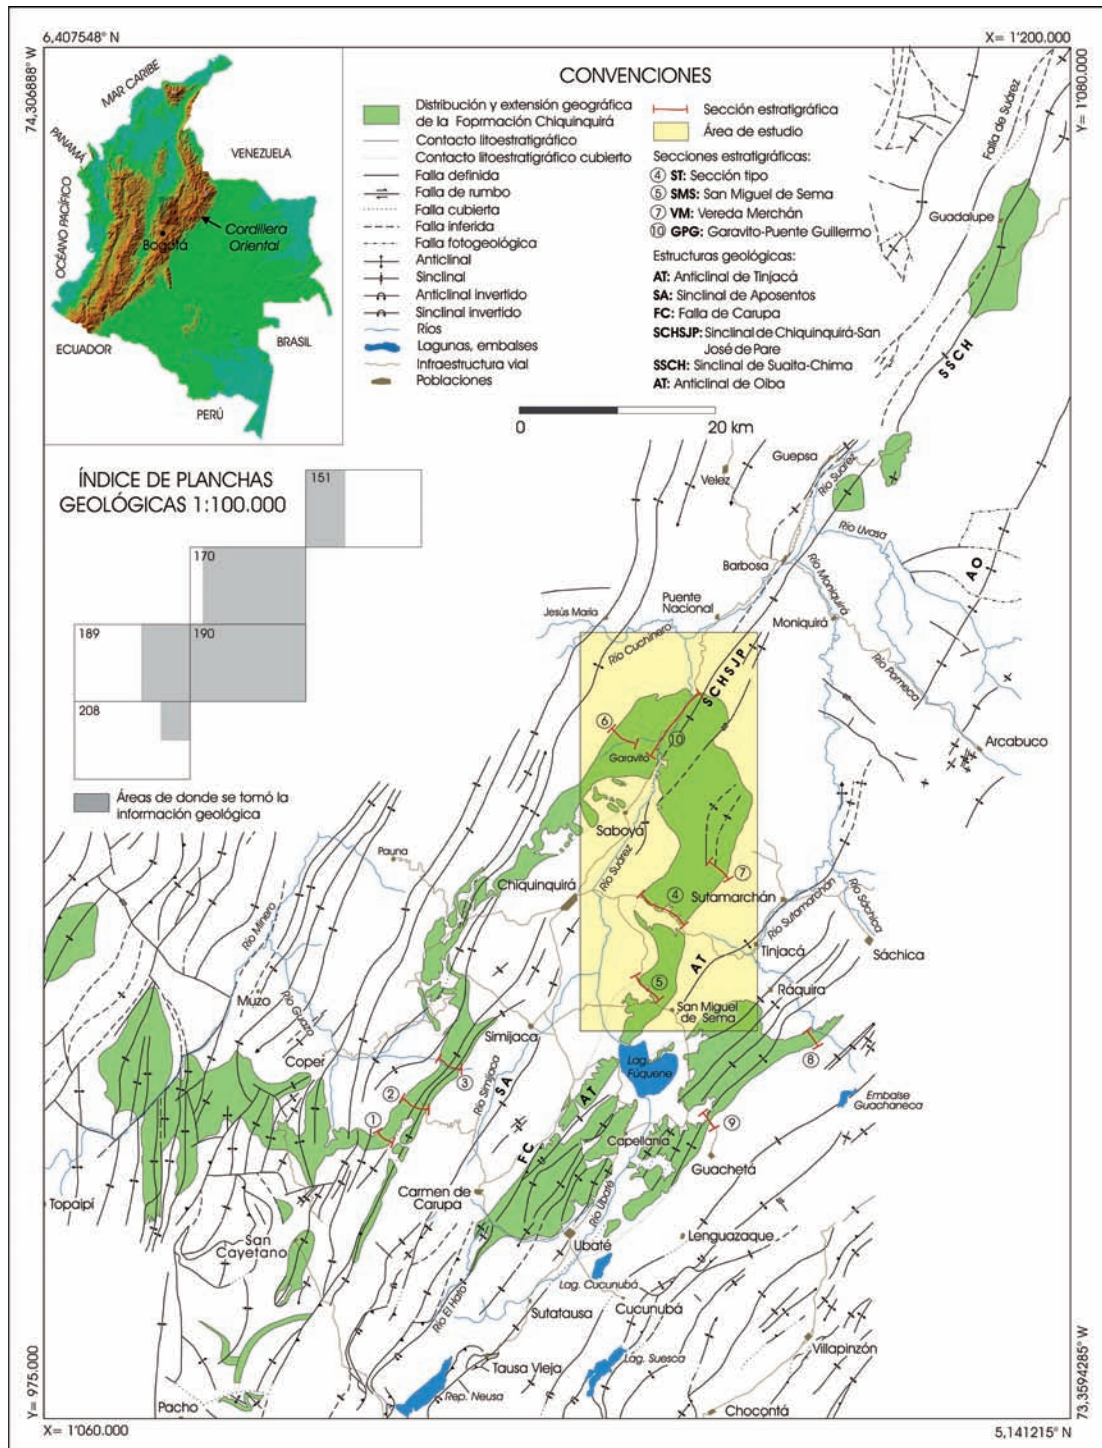 6,407548° N
X= 1'200.000
74,306888° W
Y= 1'080.000
MAR CARIBE
PANAMÁ
VENEZUELA
OCÉANO PACÍFICO
Cordillera
Oriental
Bogotá
ECUADOR
BRASIL
PERÚ
CONVENCIONES
Distribución y extensión geográfica
de la Foprmación Chiquinquirá
Contacto litoestratigráfico
Contacto litoestratigráfico cubierto
Falla definida
Falla de rumbo
Falla cubierta
Falla inferida
Falla fotogeológica
Anticlinal
Sinclinal
Anticlinal invertido
Sinclinal invertido
Ríos
Lagunas, embalses
Infraestructura vial
Poblaciones
Sección estratigráfica
Área de estudio
Secciones estratigráficas:
4 ST: Sección tipo
5 SMS: San Miguel de Sema
7 VM: Vereda Merchán
10 GPG: Garavito-Puente Guillermo
Estructuras geológicas:
AT: Anticlinal de Tinjacá
SA: Sinclinal de Aposentos
FC: Falla de Carupa
SCHSJP: Sinclinal de Chiquinquirá-San
José de Pare
SSCH: Sinclinal de Suaita-Chima
AT: Anticlinal de Oiba
0 20 km
Falla de Suárez
Guadalupe
SSCH
ÍNDICE DE PLANCHAS
GEOLÓGICAS 1:100.000
151
170
189
190
208
Áreas de donde se tomó la
información geológica
Guepsa
Velez
Río Suárez
Río Uvasa
Barbosa
AO
Río Moniquirá
Puente
Nacional
Jesús María
Moniquirá
Río Cuchinero
Río Pomeca
SCHSJP
6
10
Garavito
Arcabuco
Saboyá
Pauna
Río Suárez
Chiquinquirá
7
4
Sutamarchán
Río Sutamarchán
Río Sáchica
Río Minero
Tinjacá
Sáchica
AT
5
Ráquira
Muzo
San Miguel
de Sema
Río Guazo
Simijaca
Coper
Lag.
Fúquene
8
3
Río Simijaca
SA
2
AT
Embalse
Guachaneca
1
9
FC
Capellanía
Guachetá
Carmen de
Carupa
Río Ubaté
Topaipí
San
Cayetano
Ubaté
Lenguazaque
Lag. Cucunubá
Río El Hato
Sutatausa
Cucunubá
Villapinzón
Tausa Vieja
Lag. Suesca
Rep. Neusa
Pacho
Chocontá
Y= 975.000
73,3594285° W
X= 1'060.000
5,141215° N